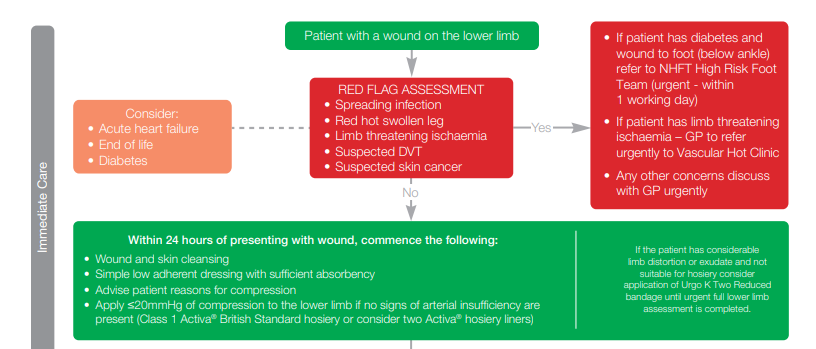 Patient with a wound on the lower limb
RED FLAG ASSESSMENT
• Spreading infection
• Red hot swollen leg
• Limb threatening ischaemia
• Suspected DVT
• Suspected skin cancer
Consider:
• Acute heart failure
• End of life
• Diabetes
Yes
• If patient has diabetes and
wound to foot (below ankle)
refer to NHFT High Risk Foot
Team (urgent - within
1 working day)
• If patient has limb threatening
ischaemia – GP to refer
urgently to Vascular Hot Clinic
• Any other concerns discuss
with GP urgently
No
Immediate Care
Within 24 hours of presenting with wound, commence the following:
• Wound and skin cleansing
• Simple low adherent dressing with sufficient absorbency
• Advise patient reasons for compression
• Apply ≤20mmHg of compression to the lower limb if no signs of arterial insufficiency are
present (Class 1 Activa® British Standard hosiery or consider two Activa® hosiery liners)
If the patient has considerable
limb distortion or exudate and not
suitable for hosiery consider
application of Urgo K Two Reduced
bandage until urgent full lower limb
assessment is completed.